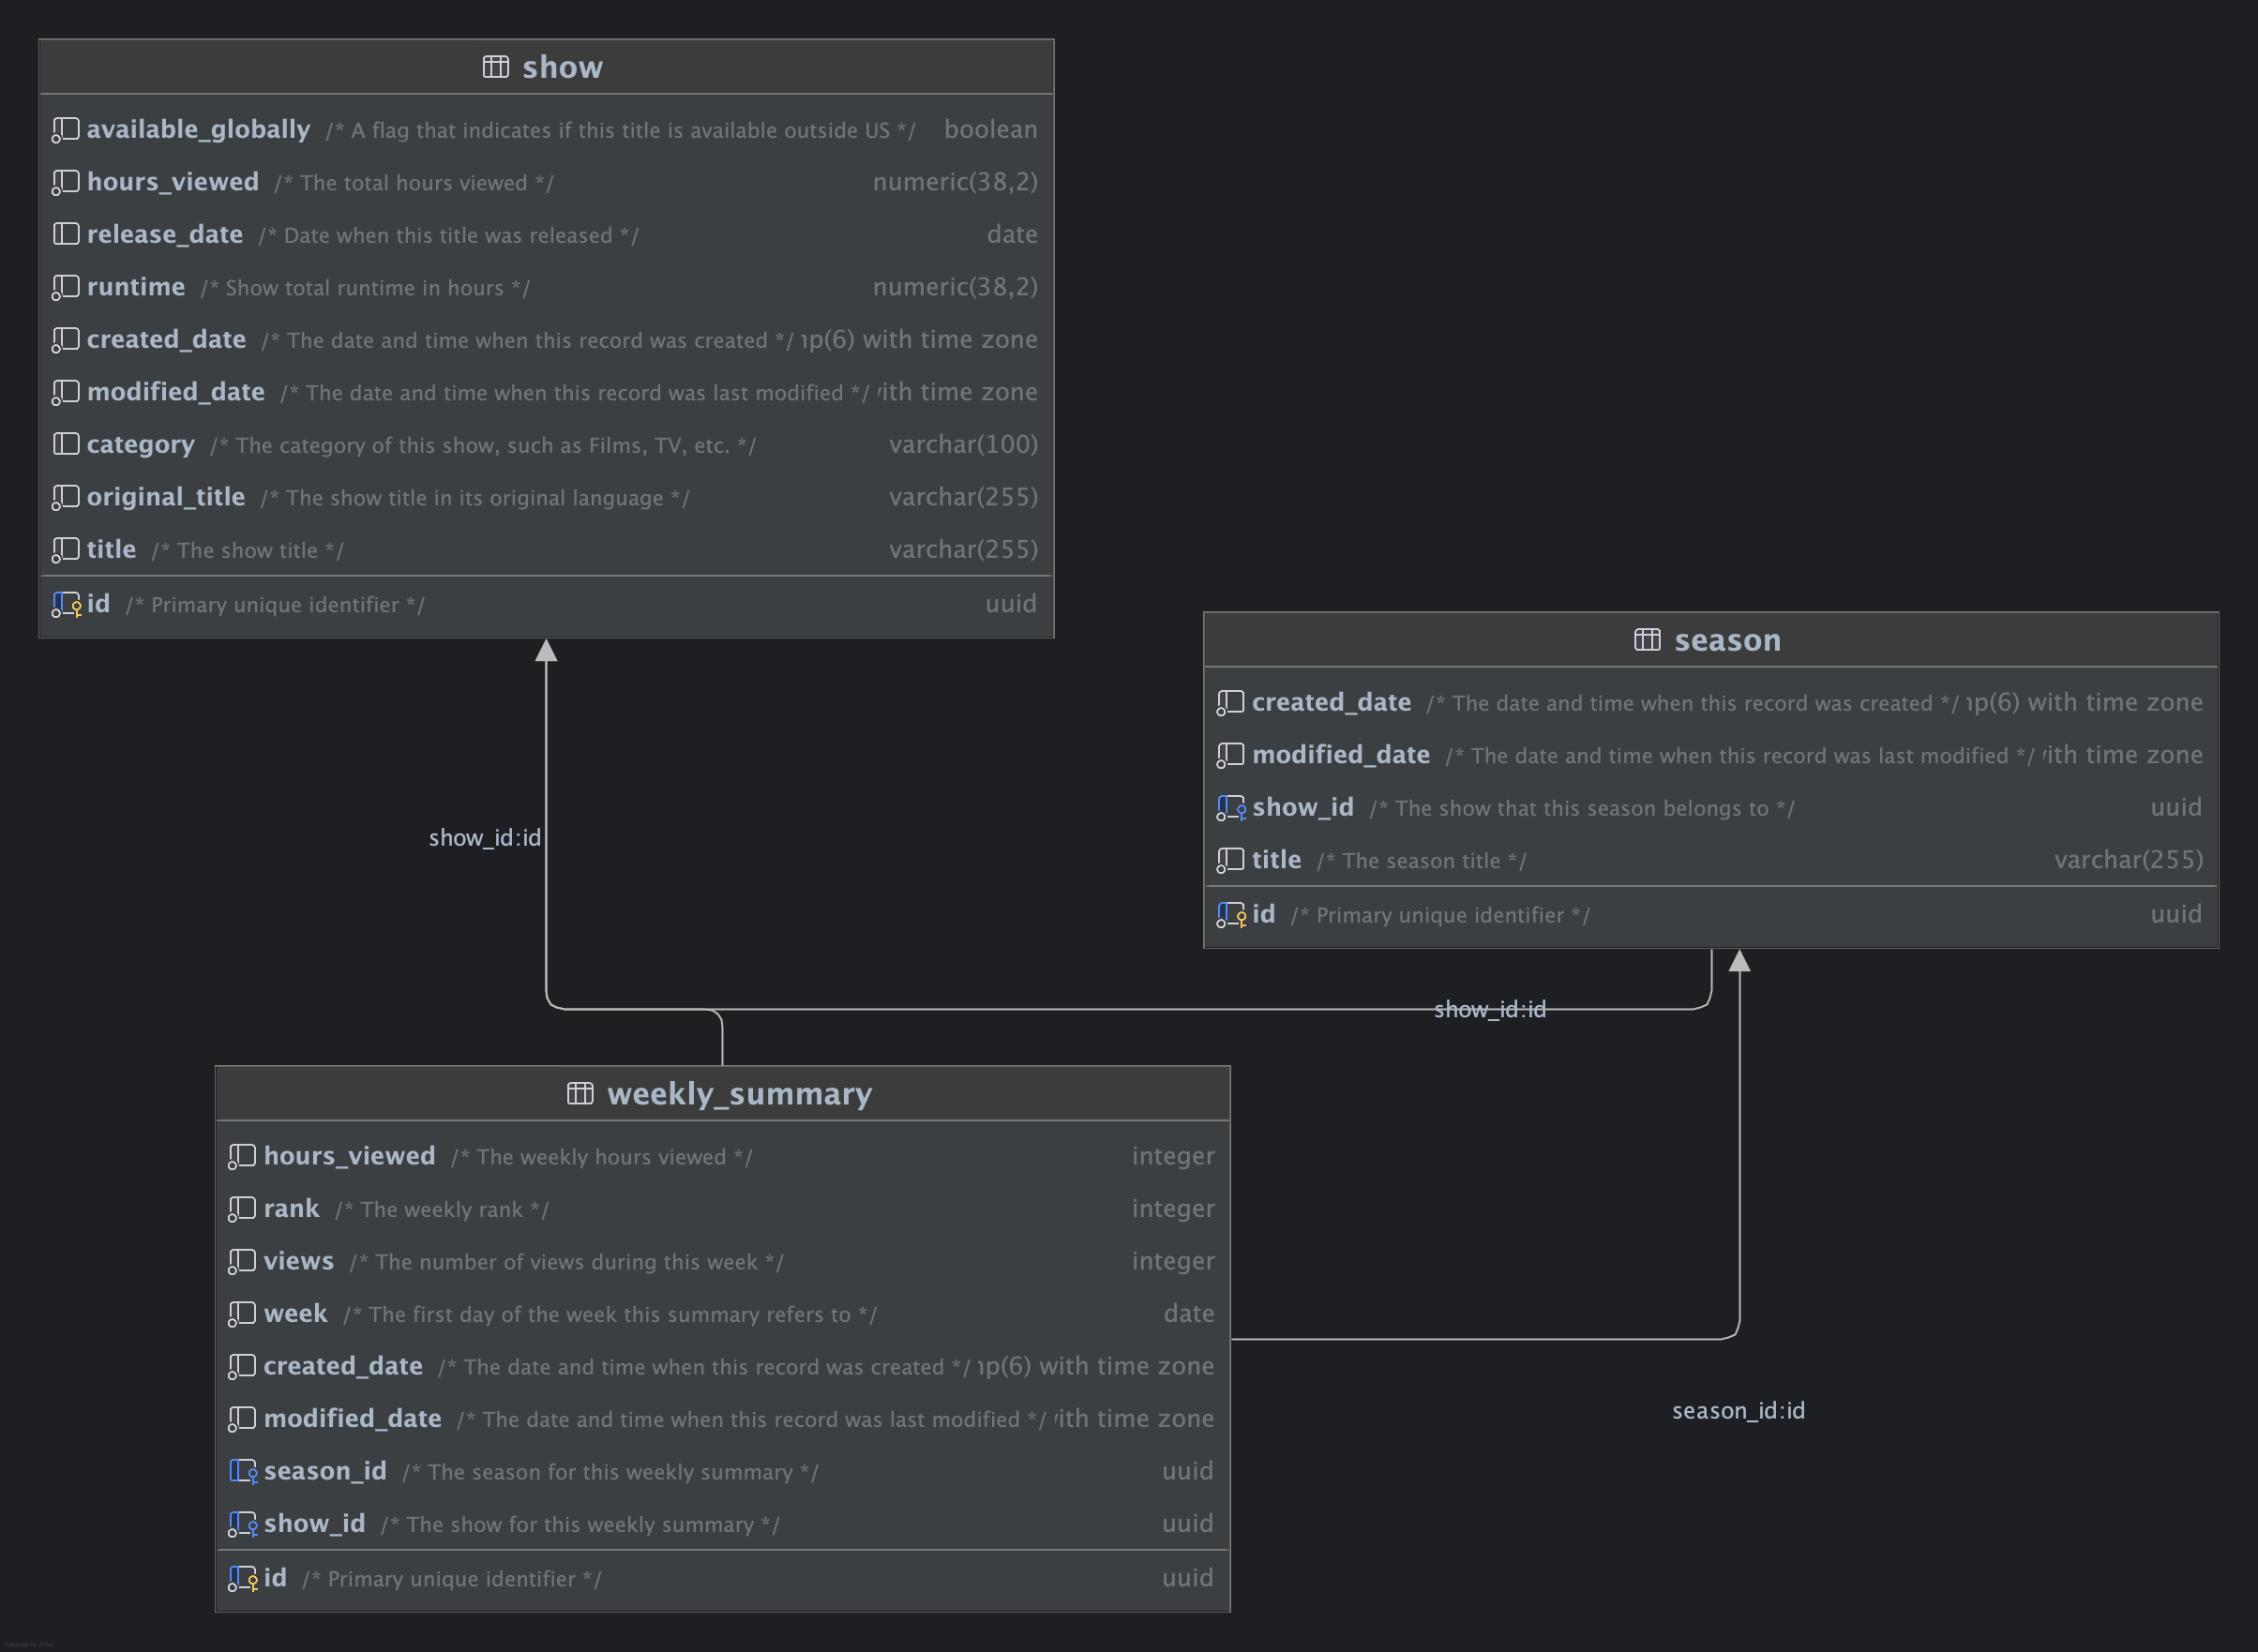 show
available_globally /* A flag that indicates if this title is available outside US */ boolean
hours_viewed /* The total hours viewed */ numeric(38,2)
release_date /* Date when this title was released */ date
runtime /* Show total runtime in hours */ numeric(38,2)
created_date /* The date and time when this record was created */ p(6) with time zone
modified_date /* The date and time when this record was last modified */ ith time zone
category /* The category of this show, such as Films, TV, etc. */ varchar(100)
original_title /* The show title in its original language */ varchar(255)
title /* The show title */ varchar(255)
id /* Primary unique identifier */ uuid
season
created_date /* The date and time when this record was created */ p(6) with time zone
modified_date /* The date and time when this record was last modified */ ith time zone
show_id /* The show that this season belongs to */ uuid
title /* The season title */ varchar(255)
id /* Primary unique identifier */ uuid
show_id:id
show_id:id
weekly_summary
hours_viewed /* The weekly hours viewed */ integer
rank /* The weekly rank */ integer
views /* The number of views during this week */ integer
week /* The first day of the week this summary refers to */ date
created_date /* The date and time when this record was created */ p(6) with time zone
modified_date /* The date and time when this record was last modified */ ith time zone
season_id /* The season for this weekly summary */ uuid
show_id /* The show for this weekly summary */ uuid
id /* Primary unique identifier */ uuid
season_id:id
Powered by yFiles